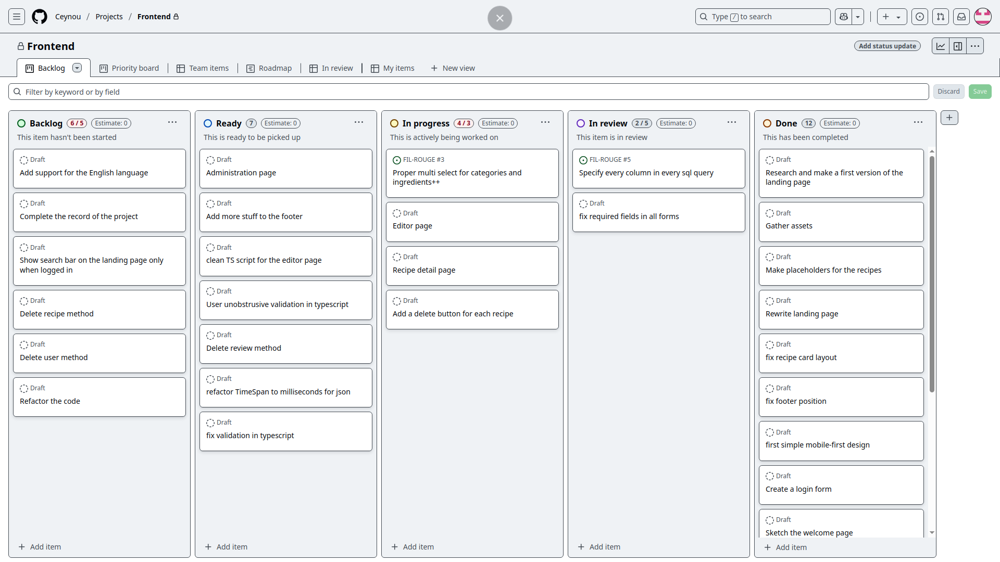 Ceynou / Projects / Frontend
Type / to search
Frontend
Add status update
Backlog
Priority board
Team items
Roadmap
In review
My items
New view
Filter by keyword or by field
Discard
Save
Backlog 6 / 5 Estimate: 0
This item hasn't been started
Draft
Add support for the English language
Draft
Complete the record of the project
Draft
Show search bar on the landing page only
when logged in
Draft
Delete recipe method
Draft
Delete user method
Draft
Refactor the code
Add item
Ready 7 Estimate: 0
This is ready to be picked up
Draft
Administration page
Draft
Add more stuff to the footer
Draft
clean TS script for the editor page
Draft
User unobstrusive validation in typescript
Draft
Delete review method
Draft
refactor TimeSpan to milliseconds for json
Draft
fix validation in typescript
Add item
In progress 4 / 3 Estimate: 0
This is actively being worked on
FIL-ROUGE #3
Proper multi select for categories and
ingredients++
Draft
Editor page
Draft
Recipe detail page
Draft
Add a delete button for each recipe
Add item
In review 2 / 5 Estimate: 0
This item is in review
FIL-ROUGE #5
Specify every column in every sql query
Draft
fix required fields in all forms
Add item
Done 12 Estimate: 0
This has been completed
Draft
Research and make a first version of the
landing page
Draft
Gather assets
Draft
Make placeholders for the recipes
Draft
Rewrite landing page
Draft
fix recipe card layout
Draft
fix footer position
Draft
first simple mobile-first design
Draft
Create a login form
Draft
Sketch the welcome page
Add item